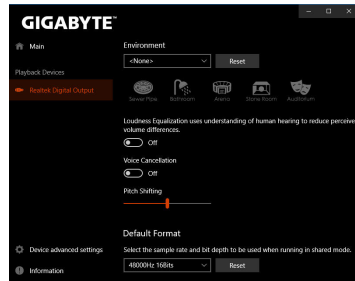 GIGABYTE™
Main
Playback Devices
Realtek Digital Output
Device advanced settings
Information
Environment
<None>
Reset
Sewer Pipe
Bathroom
Arena
Stone Room
Auditorium
Loudness Equalization uses understanding of human hearing to reduce perceive
volume differences.
Off
Voice Cancellation
Off
Pitch Shifting
Default Format
Select the sample rate and bit depth to be used when running in shared mode.
48000Hz 16Bits
Reset